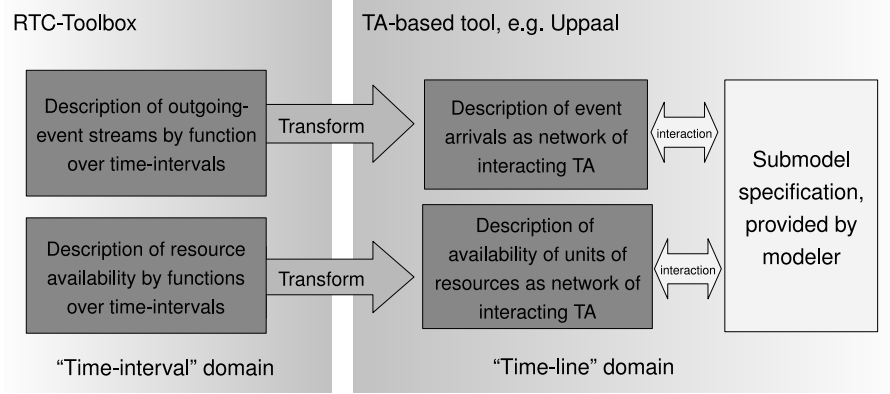 RTC-Toolbox
TA-based tool, e.g. Uppaal
Description of outgoing-
event streams by function
over time-intervals
Transform
Description of event
arrivals as network of
interacting TA
interaction
Submodel
specification,
provided by
modeler
Description of resource
availability by functions
over time-intervals
Transform
Description of
availability of units of
resources as network of
interacting TA
interaction
“Time-interval” domain
“Time-line” domain